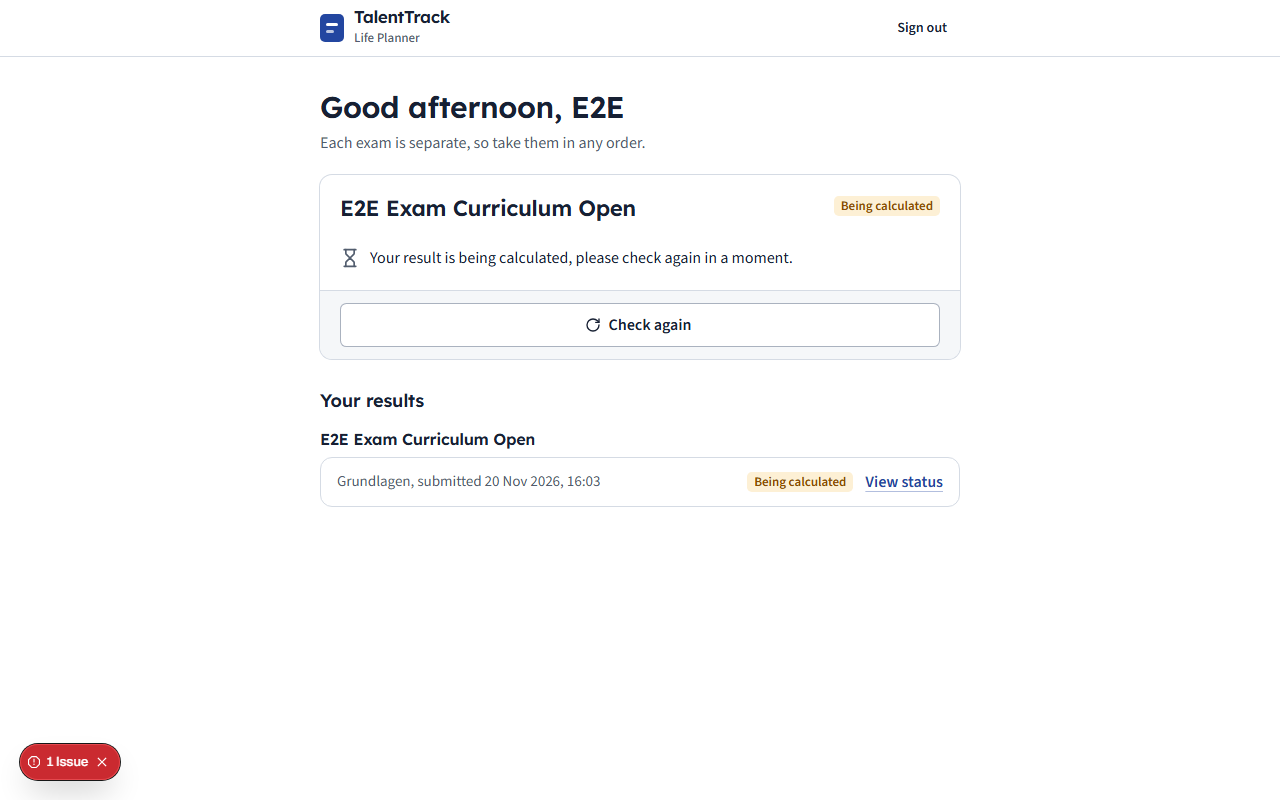 TalentTrack
Life Planner
Sign out
Good afternoon, E2E
Each exam is separate, so take them in any order.
E2E Exam Curriculum Open
Being calculated
Your result is being calculated, please check again in a moment.
Check again
Your results
E2E Exam Curriculum Open
Grundlagen, submitted 20 Nov 2026, 16:03
Being calculated
View status
1 Issue